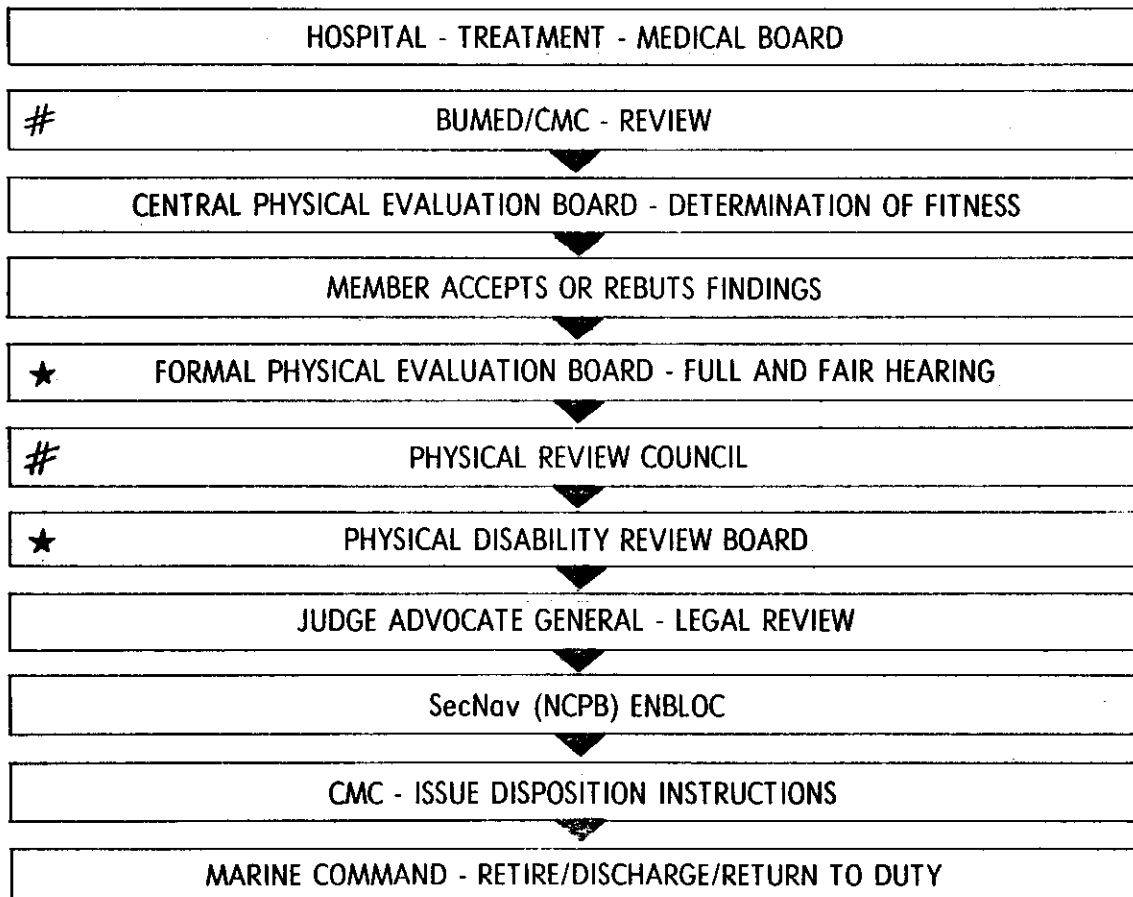 HOSPITAL - TREATMENT - MEDICAL BOARD
# BUMED/CMC - REVIEW
CENTRAL PHYSICAL EVALUATION BOARD - DETERMINATION OF FITNESS
MEMBER ACCEPTS OR REBUTS FINDINGS
★ FORMAL PHYSICAL EVALUATION BOARD - FULL AND FAIR HEARING
# PHYSICAL REVIEW COUNCIL
★ PHYSICAL DISABILITY REVIEW BOARD
JUDGE ADVOCATE GENERAL - LEGAL REVIEW
SecNav (NCPB) ENBLOC
CMC - ISSUE DISPOSITION INSTRUCTIONS
MARINE COMMAND - RETIRE/DISCHARGE/RETURN TO DUTY